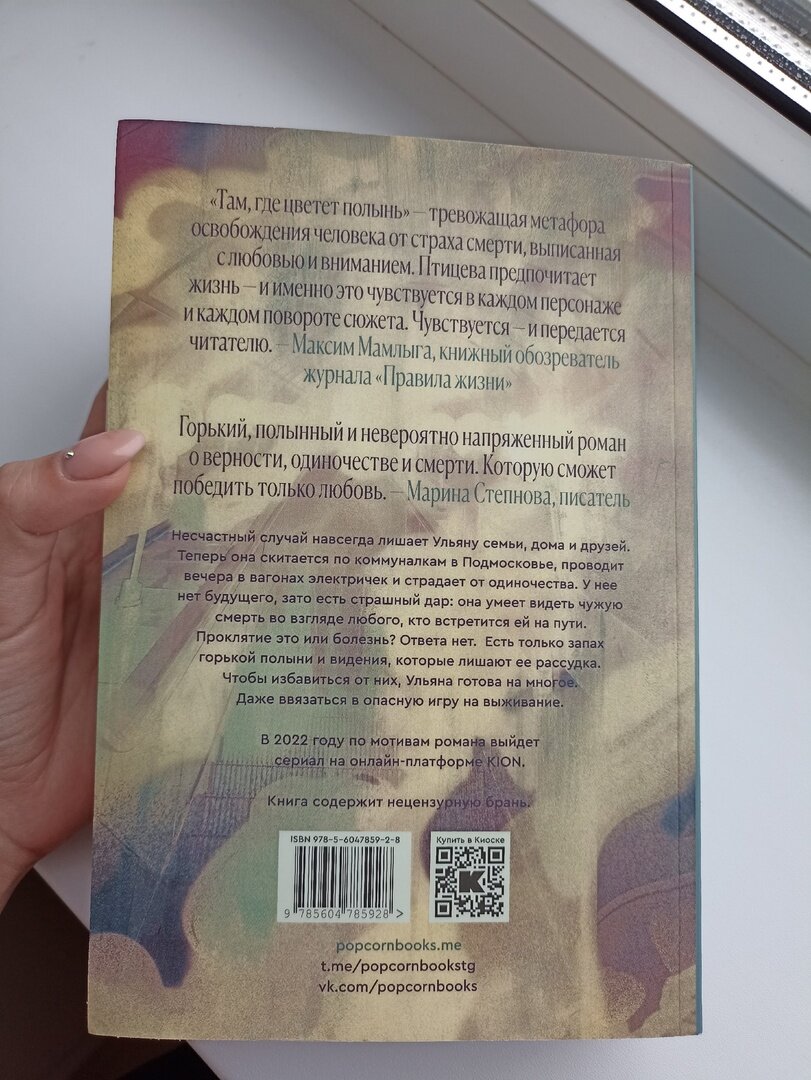 «Там, где цветет полынь» — тревожащая метафора
освобождения человека от страха смерти, выписанная
с любовью и вниманием. Птицева предпочитает
жизнь — и именно это чувствуется в каждом персонаже
и каждом повороте сюжета. Чувствуется — и передается
читателю. — Максим Мамлыга, книжный обозреватель
журнала «Правила жизни»
Горький, полынный и невероятно напряженный роман
о верности, одиночестве и смерти. Которую сможет
победить только любовь. — Марина Степнова, писатель
Несчастный случай навсегда лишает Ульяну семьи, дома и друзей.
Теперь она скитается по коммуналкам в Подмосковье, проводит
вечера в вагонах электричек и страдает от одиночества. У нее
нет будущего, зато есть страшный дар: она умеет видеть чужую
смерть во взгляде любого, кто встретится ей на пути.
Проклятие это или болезнь? Ответа нет. Есть только запах
горькой полыни и видения, которые лишают ее рассудка.
Чтобы избавиться от них, Ульяна готова на многое.
Даже ввязаться в опасную игру на выживание.
В 2022 году по мотивам романа выйдет
сериал на онлайн-платформе KION.
Книга содержит нецензурную брань.
ISBN 978-5-6047859-2-8
9 785604 785928 >
Купить в Киоске
К
popcornbooks.me
t.me/popcornbookstg
vk.com/popcornbooks